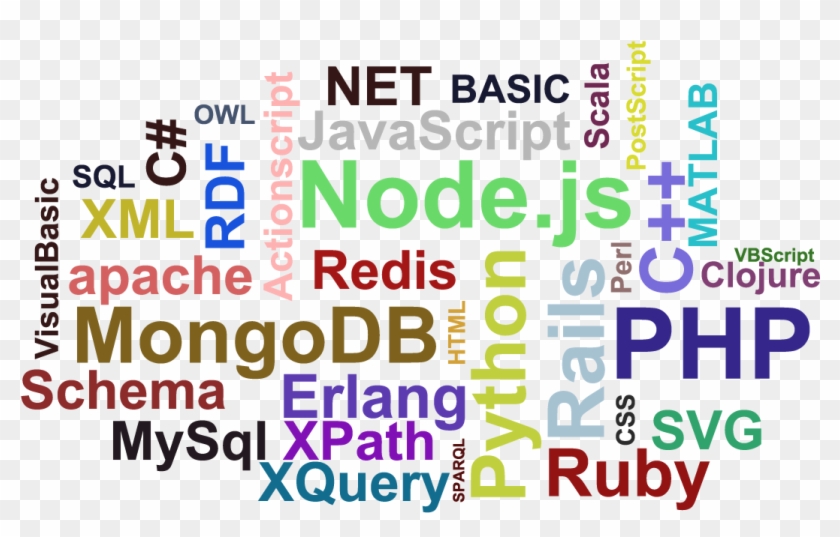 NET
BASIC
Scala
PostScript
OWL
C#
JavaScript
Actionscript
MATLAB
SQL
RDF
Node.js
C++
XML
VisualBasic
apache
Redis
Python
Rails
Perl
VBScript
Clojure
MongoDB
HTML
PHP
Schema
Erlang
CSS
SVG
MySql
XPath
XQuery
SPARQL
Ruby